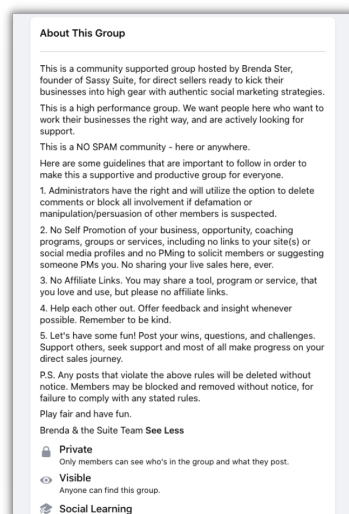 About This Group
This is a community supported group hosted by Brenda Ster,
founder of Sassy Suite, for direct sellers ready to kick their
businesses into high gear with authentic social marketing strategies.
This is a high performance group. We want people here who want to
work their businesses the right way, and are actively looking for
support.
This is a NO SPAM community - here or anywhere.
Here are some guidelines that are important to follow in order to
make this a supportive and productive group for everyone.
1. Administrators have the right and will utilize the option to delete
comments or block all involvement if defamation or
manipulation/persuasion of other members is suspected.
2. No Self Promotion of your business, opportunity, coaching
programs, groups or services, including no links to your site(s) or
social media profiles and no PMing to solicit members or suggesting
someone PMs you. No sharing your live sales here, ever.
3. No Affiliate Links. You may share a tool, program or service, that
you love and use, but please no affiliate links.
4. Help each other out. Offer feedback and insight whenever
possible. Remember to be kind.
5. Let's have some fun! Post your wins, questions, and challenges.
Support others, seek support and most of all make progress on your
direct sales journey.
P.S. Any posts that violate the above rules will be deleted without
notice. Members may be blocked and removed without notice, for
failure to comply with any stated rules.
Play fair and have fun.
Brenda & the Suite Team See Less
Private
Only members can see who's in the group and what they post.
Visible
Anyone can find this group.
Social Learning